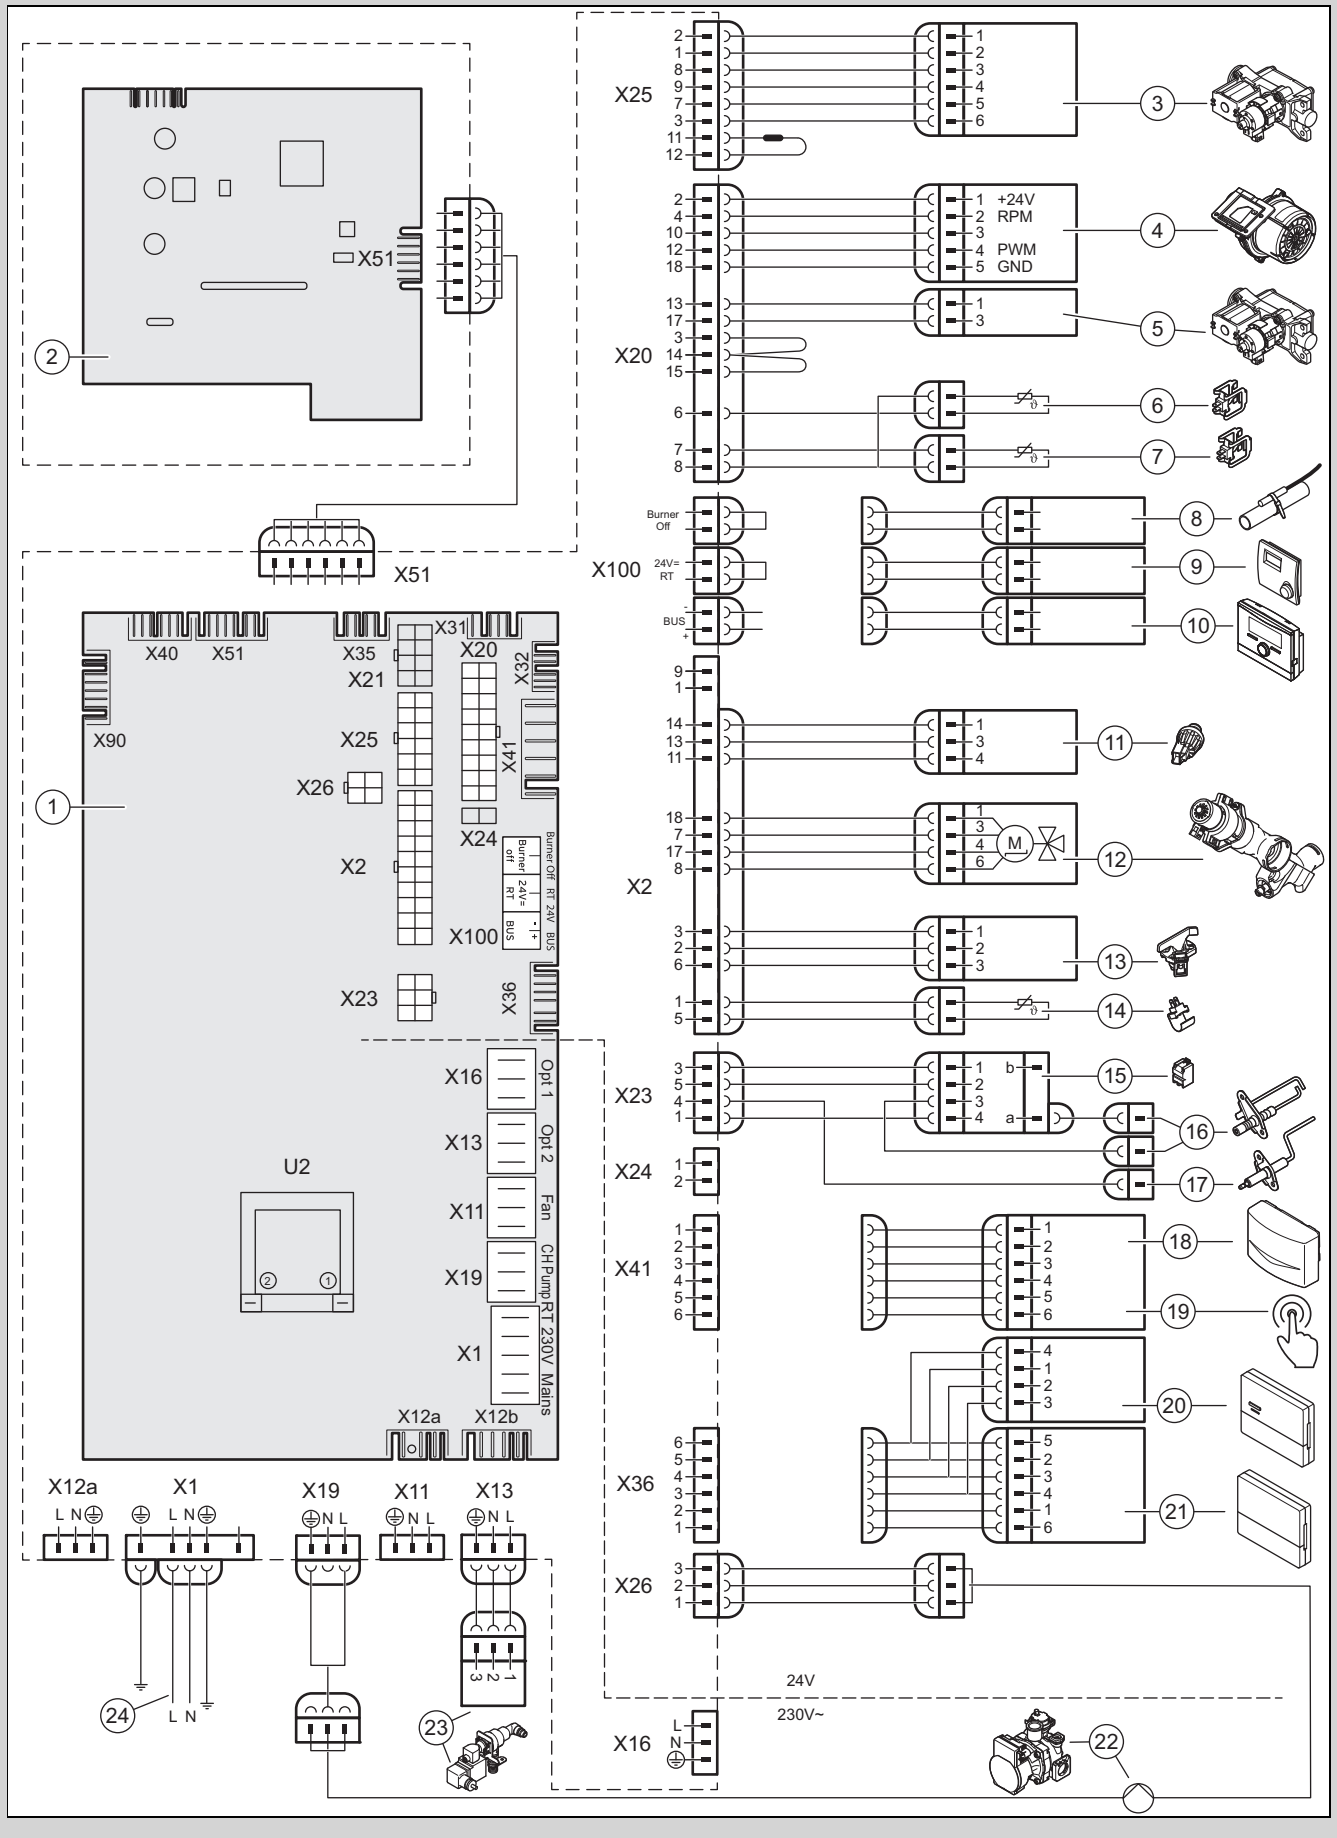 X51
2
X51
X25
2 1
1 2
8 3
9 4
7 5
3 6
11
12
3
X20
2 1 +24V
4 2 RPM
10 3
12 4 PWM
18 5 GND
4
13 1
17 3
3
14
15
5
6
ϑ
6
7
8
ϑ
7
X100
Burner
Off
8
24V=
RT
9
-
BUS
+
10
X2
9
1
14 1
13 3
11 4
11
18 1
7 3
17 4
8 6
M
12
3 1
2 2
6 3
13
1
5
ϑ
14
X23
3 1 b
5 2
4 3
1 4 a
15
16
17
X24
1
2
X41
1 1
2 2
3 3
4 4
5 5
6 6
18
19
4
1
2
3
20
X36
6 5
5 2
4 3
3 4
2 1
1 6
21
X26
3
2
1
24V
230V~
X16
L
N
22
1
X40
X51
X35
X31
X20
X32
X21
X90
X25
X41
X26
X24
X2
Burner
off
24V=
RT
BUS
- +
Burner Off RT 24V BUS
X100
X23
X36
X16
Opt 1
X13
Opt 2
X11
Fan
X19
CH Pump
X1
RT 230V Mains
U2
2 1
X12a
X12b
X12a
L N
X1
L N
X19
N L
X11
N L
X13
N L
3 2 1
24
L N
23